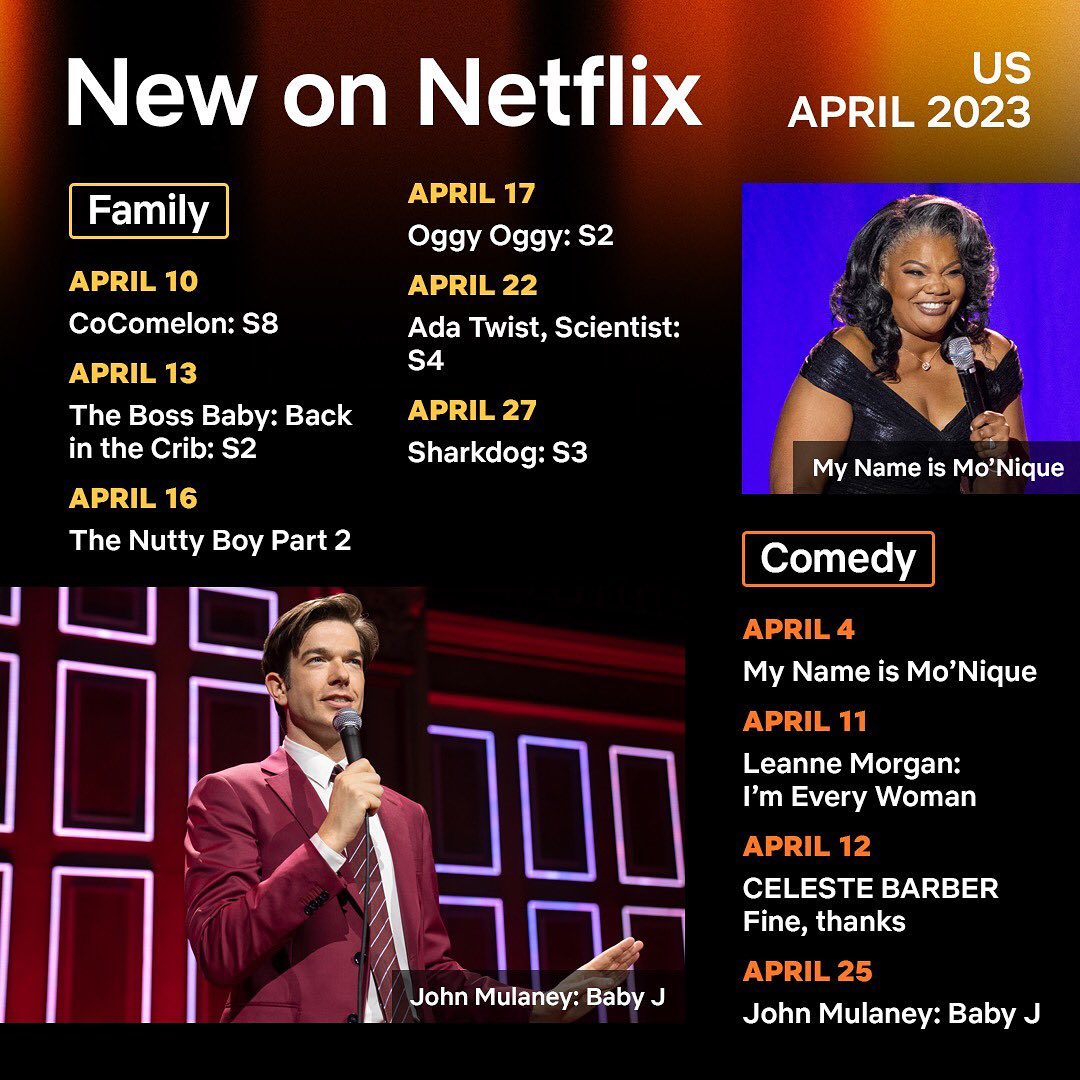 New on Netflix
US
APRIL 2023
Family
APRIL 10
CoComelon: S8
APRIL 13
The Boss Baby: Back
in the Crib: S2
APRIL 16
The Nutty Boy Part 2
APRIL 17
Oggy Oggy: S2
APRIL 22
Ada Twist, Scientist:
S4
APRIL 27
Sharkdog: S3
My Name is Mo’Nique
Comedy
APRIL 4
My Name is Mo’Nique
APRIL 11
Leanne Morgan:
I’m Every Woman
APRIL 12
CELESTE BARBER
Fine, thanks
APRIL 25
John Mulaney: Baby J
John Mulaney: Baby J